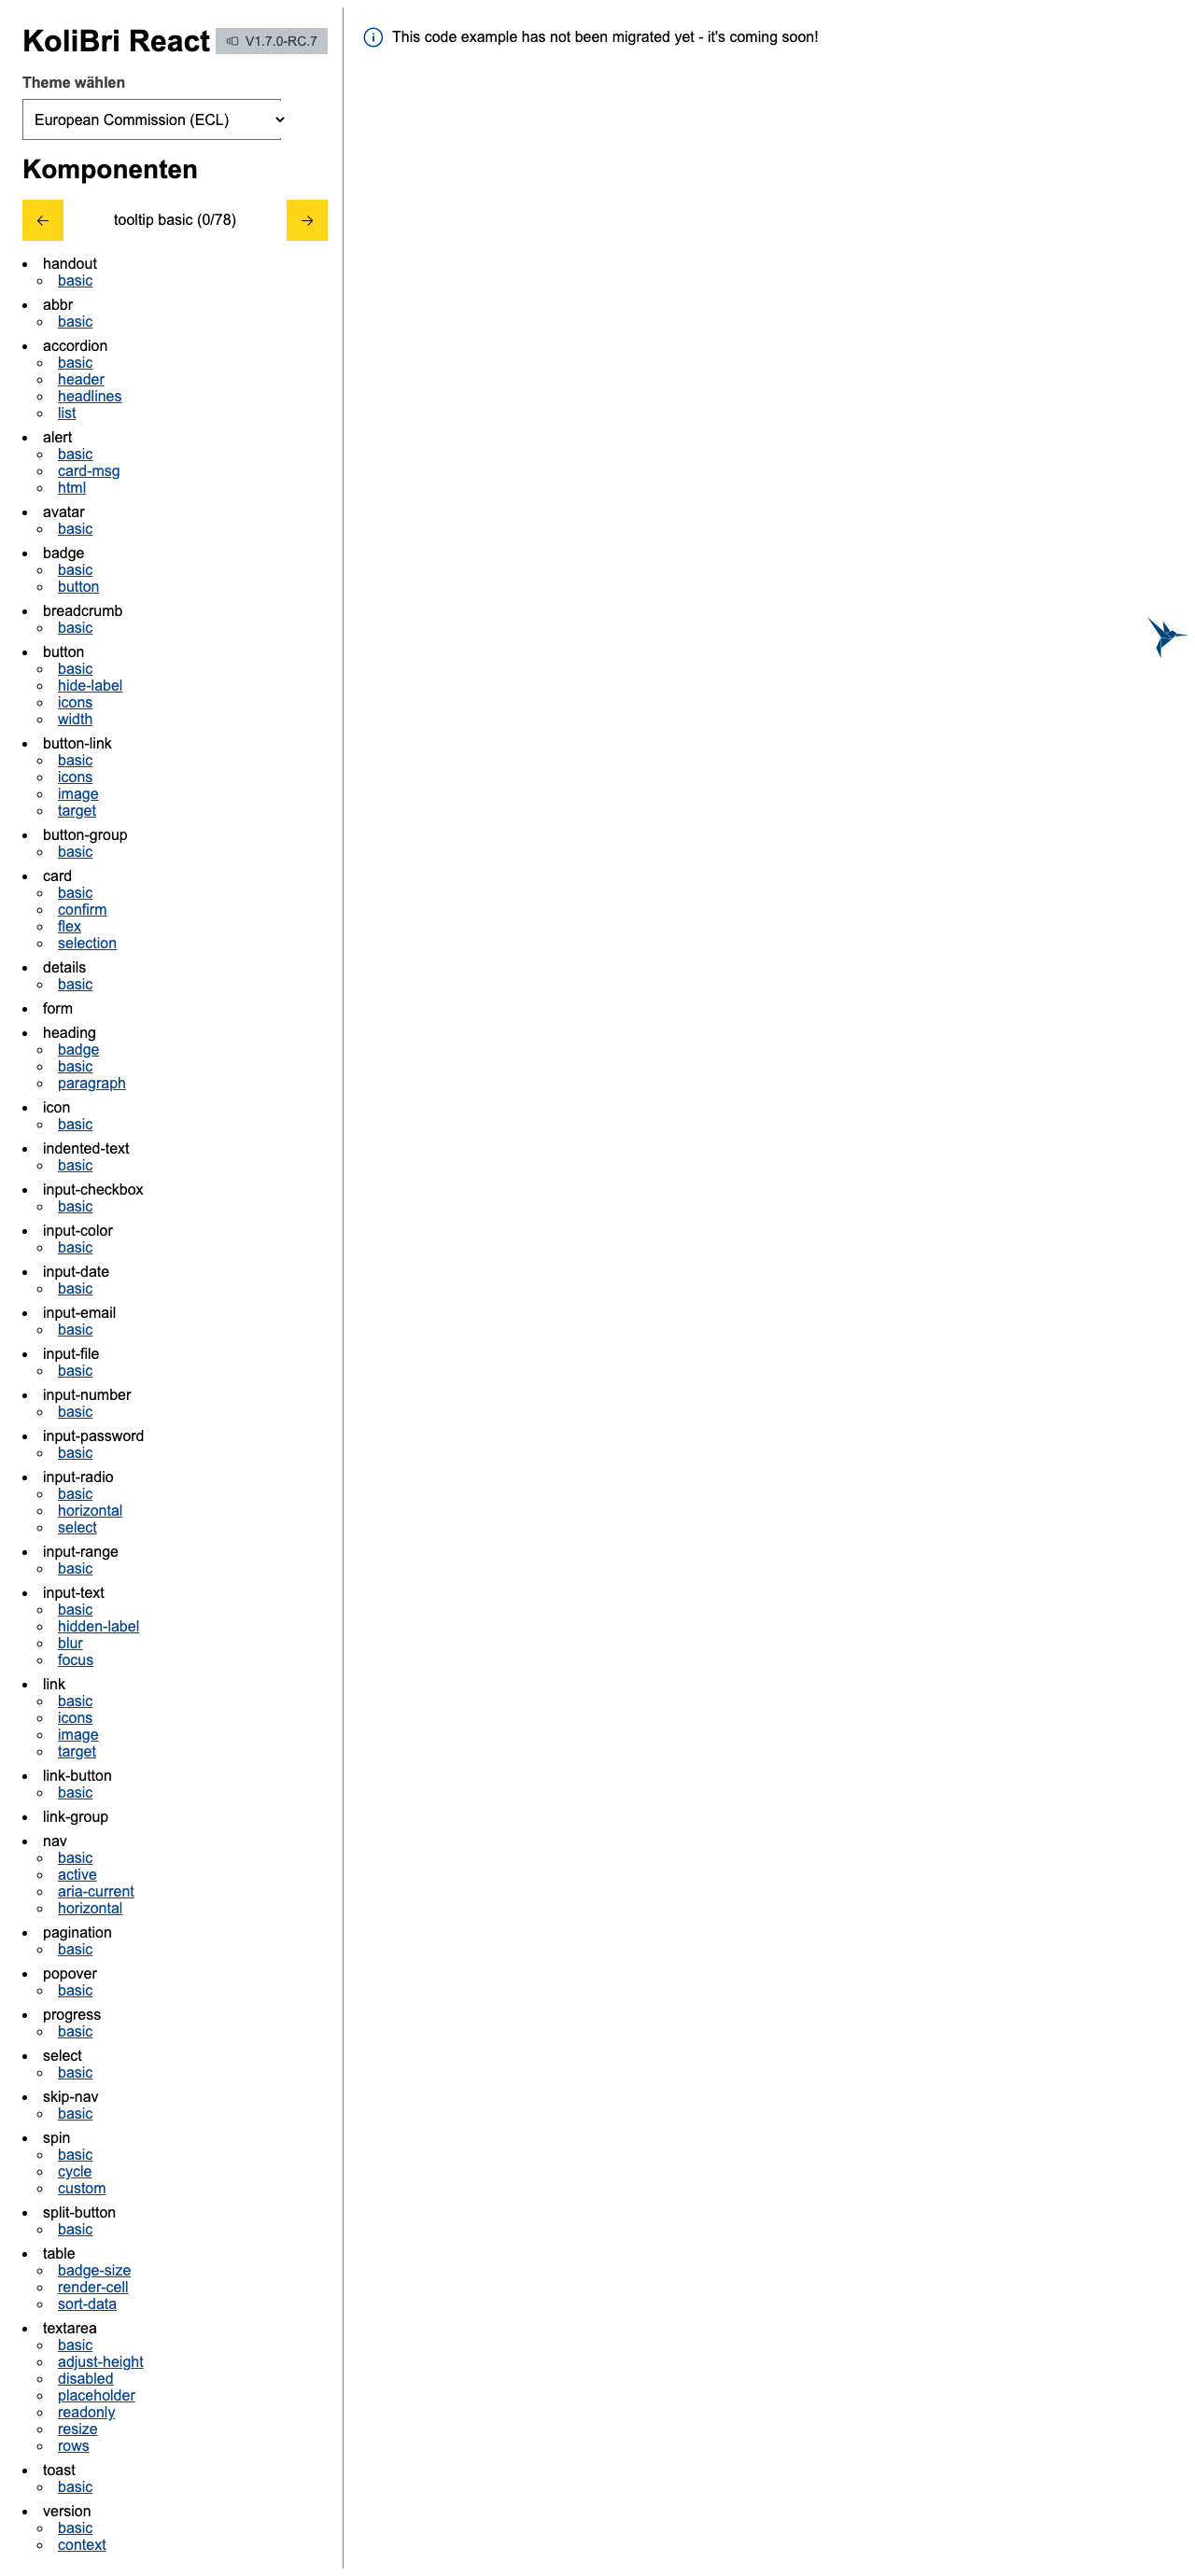 KoliBri React V1.7.0-RC.7
Theme wählen
European Commission (ECL)
Komponenten
tooltip basic (0/78)
handout
basic
abbr
basic
accordion
basic
header
headlines
list
alert
basic
card-msg
html
avatar
basic
badge
basic
button
breadcrumb
basic
button
basic
hide-label
icons
width
button-link
basic
icons
image
target
button-group
basic
card
basic
confirm
flex
selection
details
basic
form
heading
badge
basic
paragraph
icon
basic
indented-text
basic
input-checkbox
basic
input-color
basic
input-date
basic
input-email
basic
input-file
basic
input-number
basic
input-password
basic
input-radio
basic
horizontal
select
input-range
basic
input-text
basic
hidden-label
blur
focus
link
basic
icons
image
target
link-button
basic
link-group
nav
basic
active
aria-current
horizontal
pagination
basic
popover
basic
progress
basic
select
basic
skip-nav
basic
spin
basic
cycle
custom
split-button
basic
table
badge-size
render-cell
sort-data
textarea
basic
adjust-height
disabled
placeholder
readonly
resize
rows
toast
basic
version
basic
context
This code example has not been migrated yet - it's coming soon!